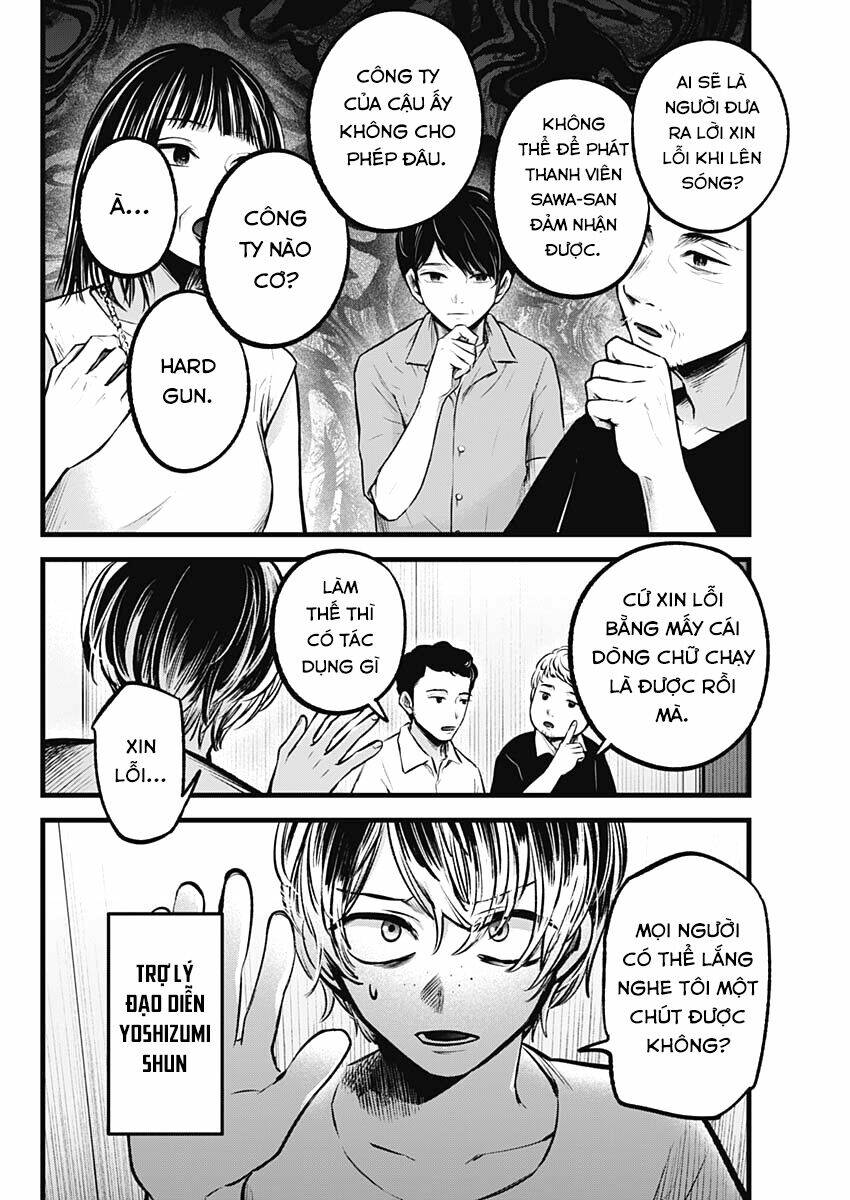 AI SẼ LÀ
NGƯỜI ĐƯA
RA LỜI XIN
LỖI KHI LÊN
SÓNG?
KHÔNG
THỂ ĐỂ PHÁT
THANH VIÊN
SAWA-SAN
ĐẢM NHẬN
ĐƯỢC.
CÔNG TY
CỦA CẬU ẤY
KHÔNG CHO
PHÉP ĐÂU.
CÔNG
TY NÀO
CƠ?
À...
HARD
GUN.
CỨ XIN LỖI
BẰNG MẤY CÁI
DÒNG CHỮ CHẠY
LÀ ĐƯỢC RỒI
MÀ.
LÀM
THẾ THÌ
CÓ TÁC
DỤNG GÌ
XIN
LỖI...
MỌI NGƯỜI
CÓ THỂ LẮNG
NGHE TÔI MỘT
CHÚT ĐƯỢC
KHÔNG?
TRỢ LÝ
ĐẠO DIỄN
YOSHIZUMI
SHUN